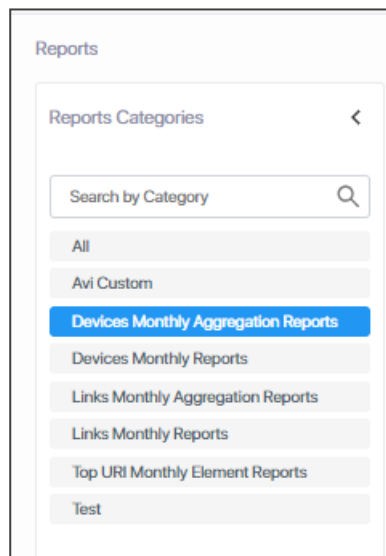 Reports
Reports Categories
Search by Category
All
Avi Custom
Devices Monthly Aggregation Reports
Devices Monthly Reports
Links Monthly Aggregation Reports
Links Monthly Reports
Top URI Monthly Element Reports
Test